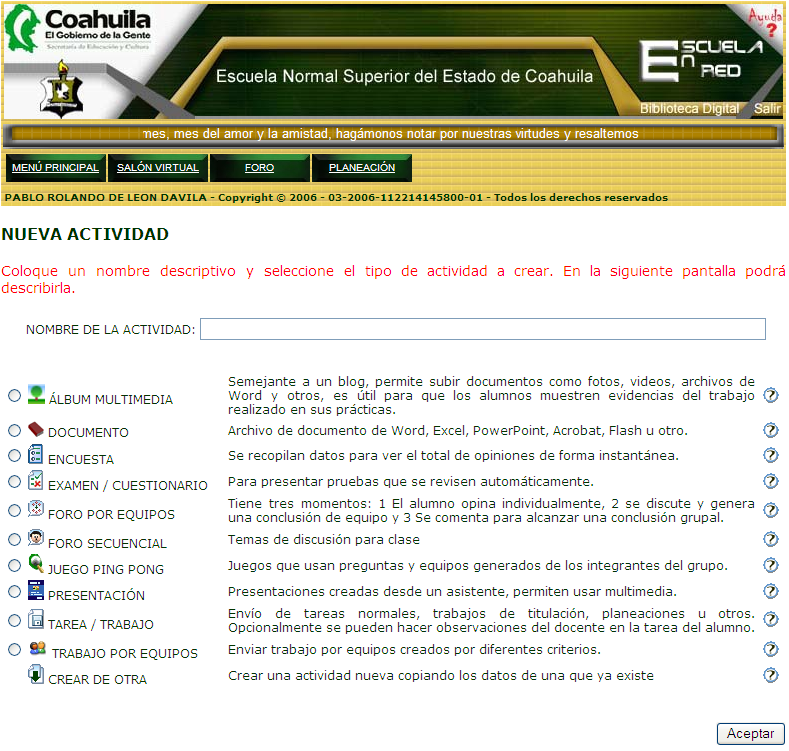 Coahuila
El Gobierno de la Gente
Secretaría de Educación y Cultura
Ayuda
?
Escuela Normal Superior del Estado de Coahuila
ESCUELA
EN
RED
Biblioteca Digital Salir
mes, mes del amor y la amistad, hagámonos notar por nuestras virtudes y resaltemos
MENÚ PRINCIPAL SALÓN VIRTUAL FORO PLANEACIÓN
PABLO ROLANDO DE LEON DAVILA - Copyright © 2006 - 03-2006-112214145800-01 - Todos los derechos reservados
NUEVA ACTIVIDAD
Coloque un nombre descriptivo y seleccione el tipo de actividad a crear. En la siguiente pantalla podrá
describirla.
NOMBRE DE LA ACTIVIDAD:
ÁLBUM MULTIMEDIA
Semejante a un blog, permite subir documentos como fotos, videos, archivos de
Word y otros, es útil para que los alumnos muestren evidencias del trabajo
realizado en sus prácticas.
DOCUMENTO Archivo de documento de Word, Excel, PowerPoint, Acrobat, Flash u otro.
ENCUESTA Se recopilan datos para ver el total de opiniones de forma instantánea.
EXAMEN / CUESTIONARIO Para presentar pruebas que se revisen automáticamente.
FORO POR EQUIPOS
Tiene tres momentos: 1 El alumno opina individualmente, 2 se discute y genera
una conclusión de equipo y 3 Se comenta para alcanzar una conclusión grupal.
FORO SECUENCIAL Temas de discusión para clase
JUEGO PING PONG Juegos que usan preguntas y equipos generados de los integrantes del grupo.
PRESENTACIÓN Presentaciones creadas desde un asistente, permiten usar multimedia.
TAREA / TRABAJO
Envío de tareas normales, trabajos de titulación, planeaciones u otros.
Opcionalmente se pueden hacer observaciones del docente en la tarea del alumno.
TRABAJO POR EQUIPOS Enviar trabajo por equipos creados por diferentes criterios.
CREAR DE OTRA Crear una actividad nueva copiando los datos de una que ya existe
Aceptar